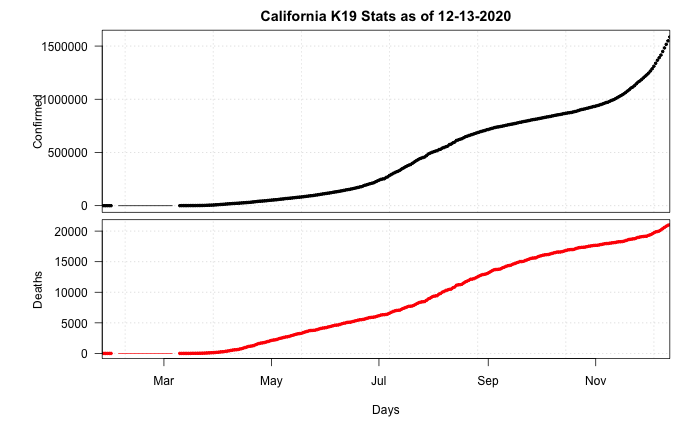 California K19 Stats as of 12-13-2020
1500000
1000000
500000
0
Confirmed
20000
15000
10000
5000
0
Deaths
Mar May Jul Sep Nov
Days